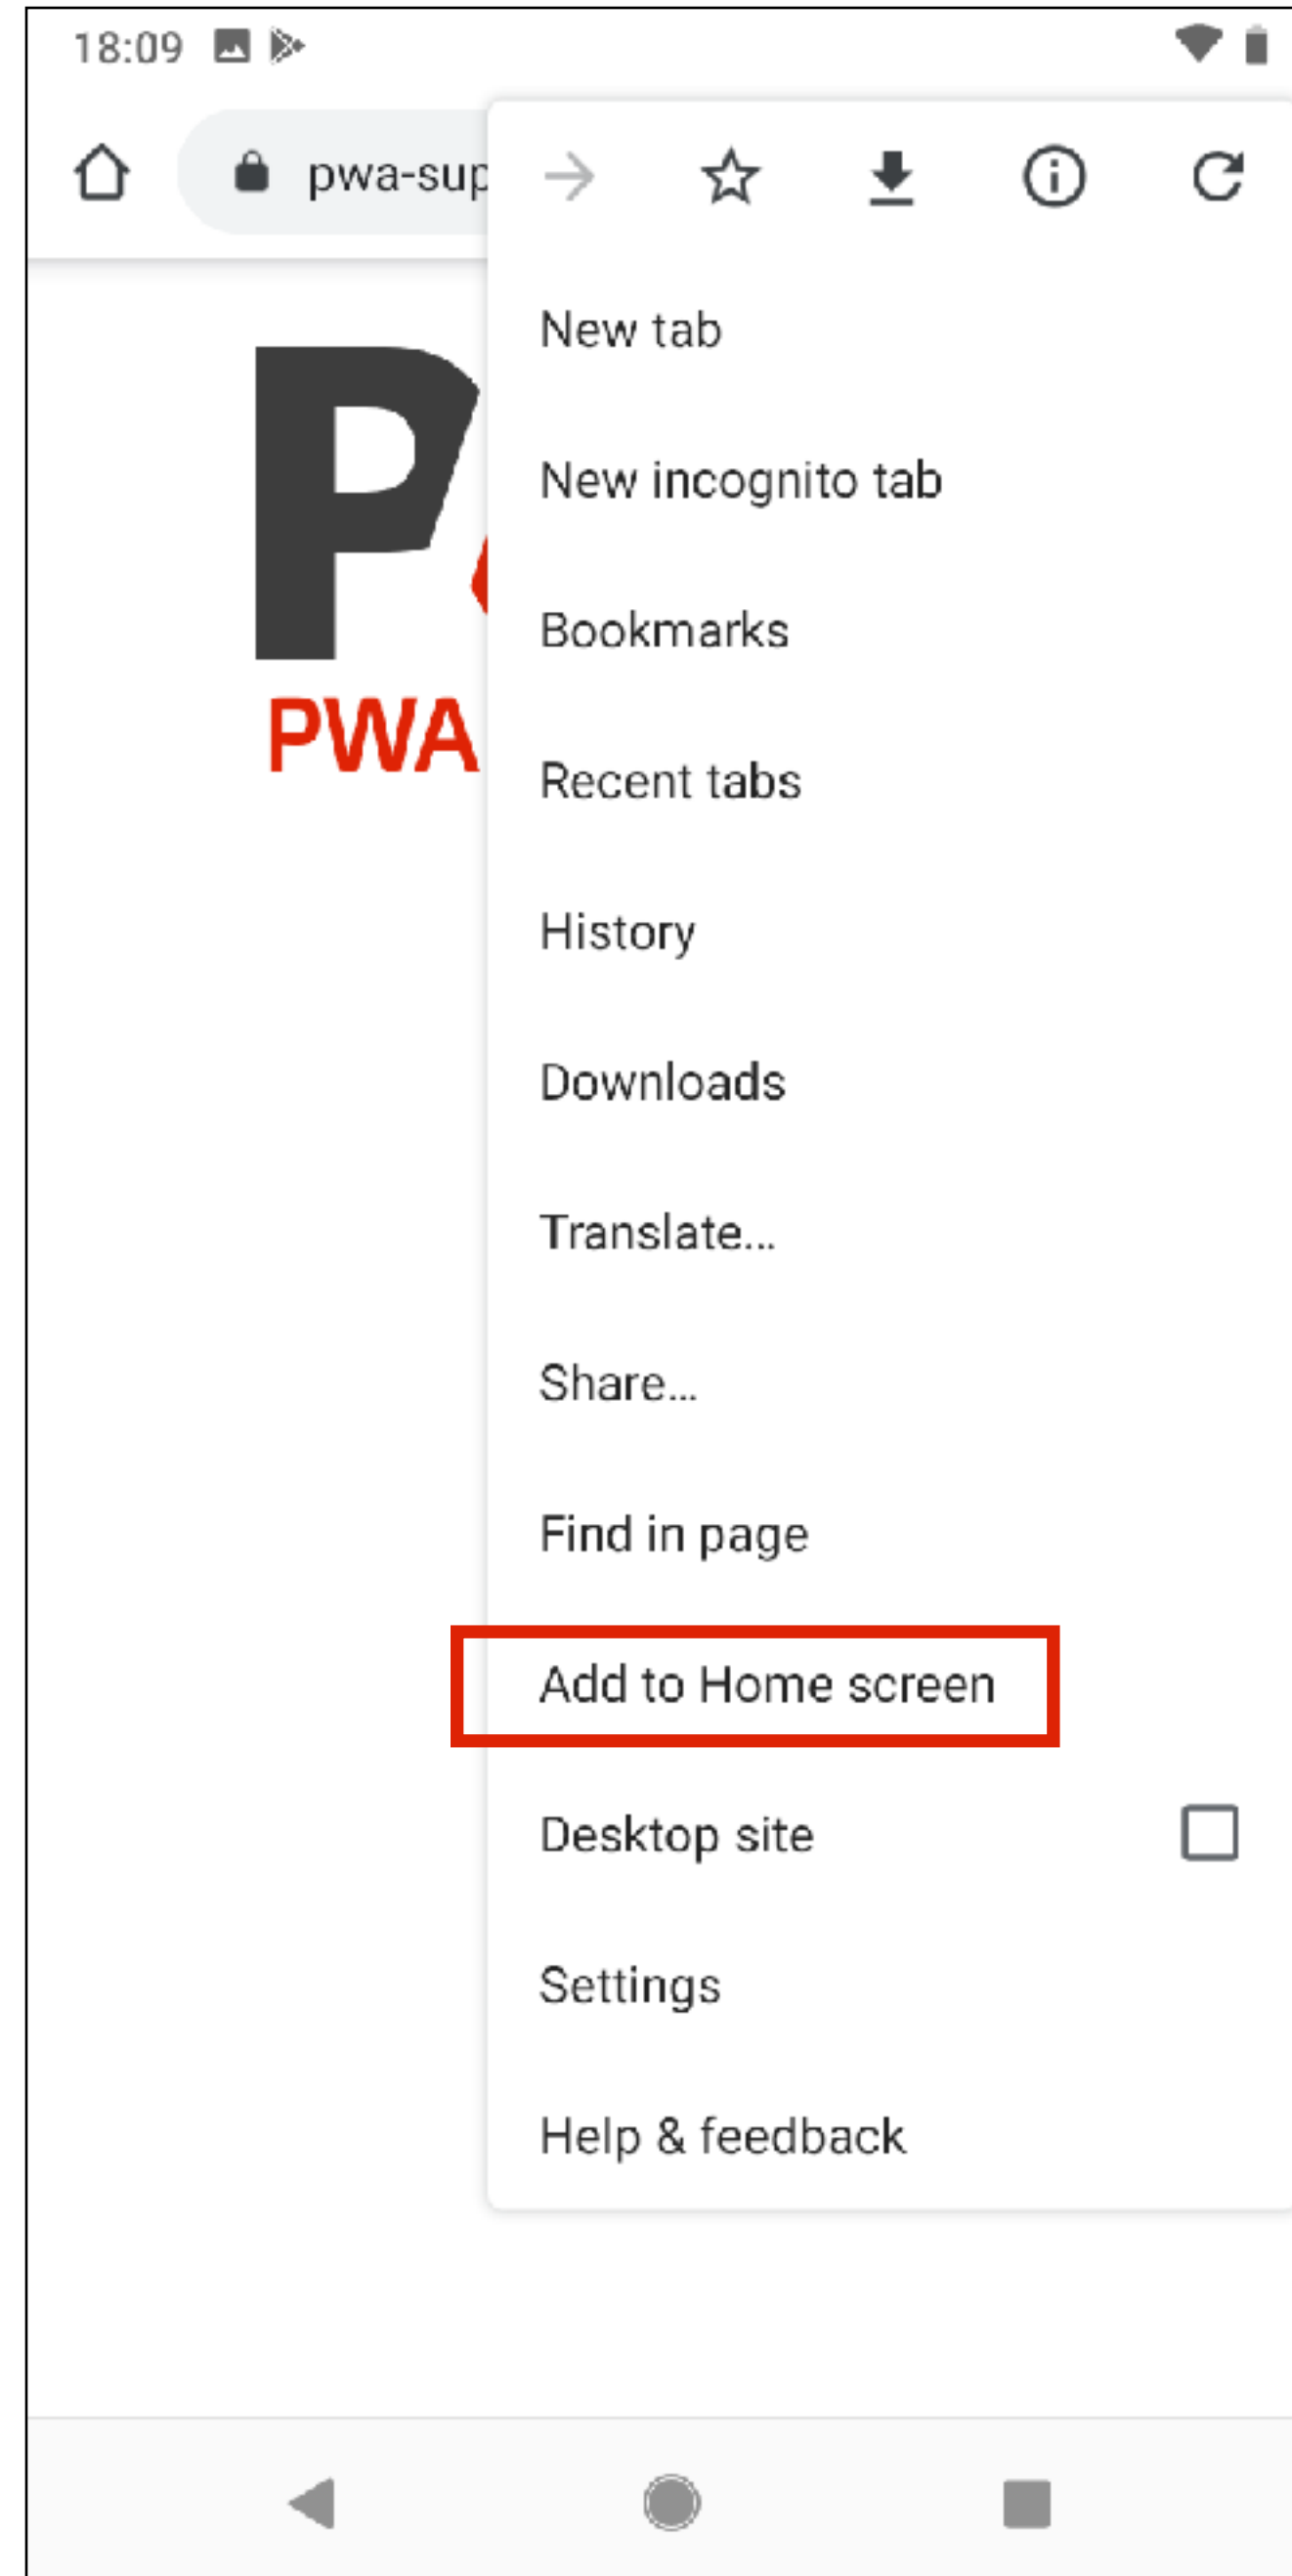 18:09
pwa-sup
New tab
New incognito tab
PWA
Bookmarks
Recent tabs
History
Downloads
Translate...
Share...
Find in page
Add to Home screen
Desktop site
Settings
Help & feedback